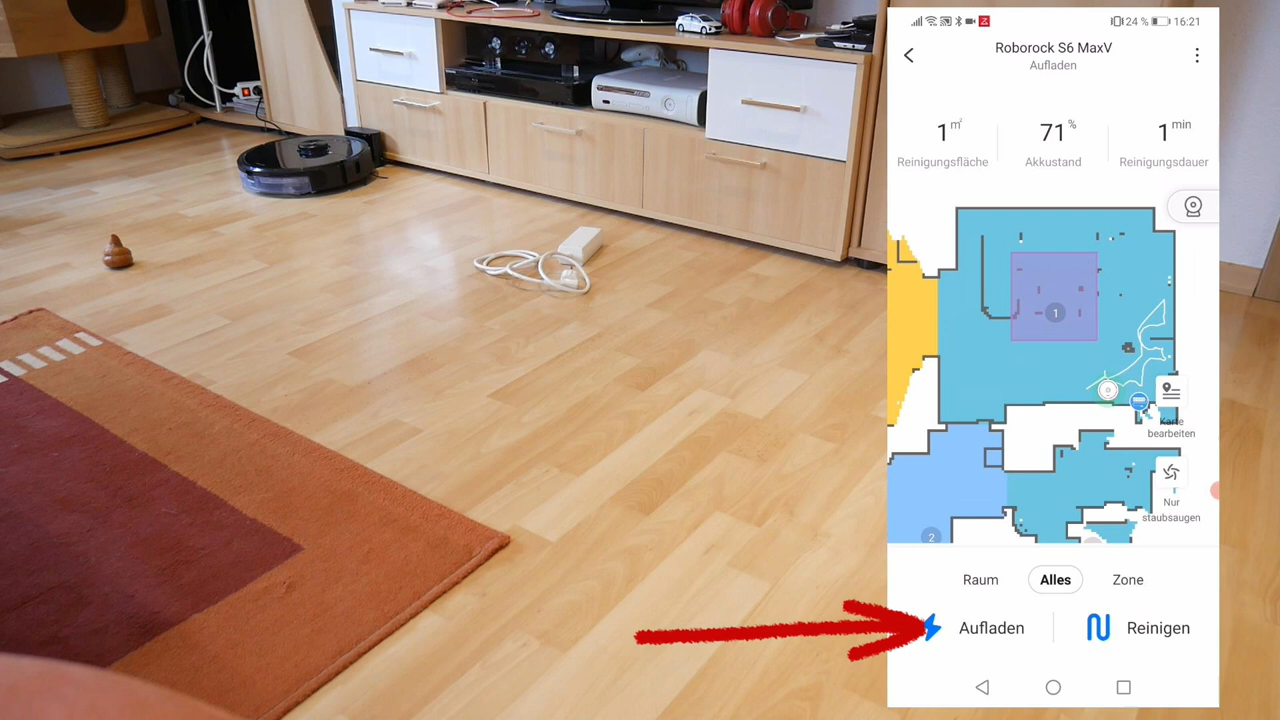 24 % 16:21
Roborock S6 MaxV
Aufladen
1 m² 71 % 1 min
Reinigungsfläche Akkustand Reinigungsdauer
1
Karte
bearbeiten
Nur
staubsaugen
2
Raum Alles Zone
Aufladen Reinigen